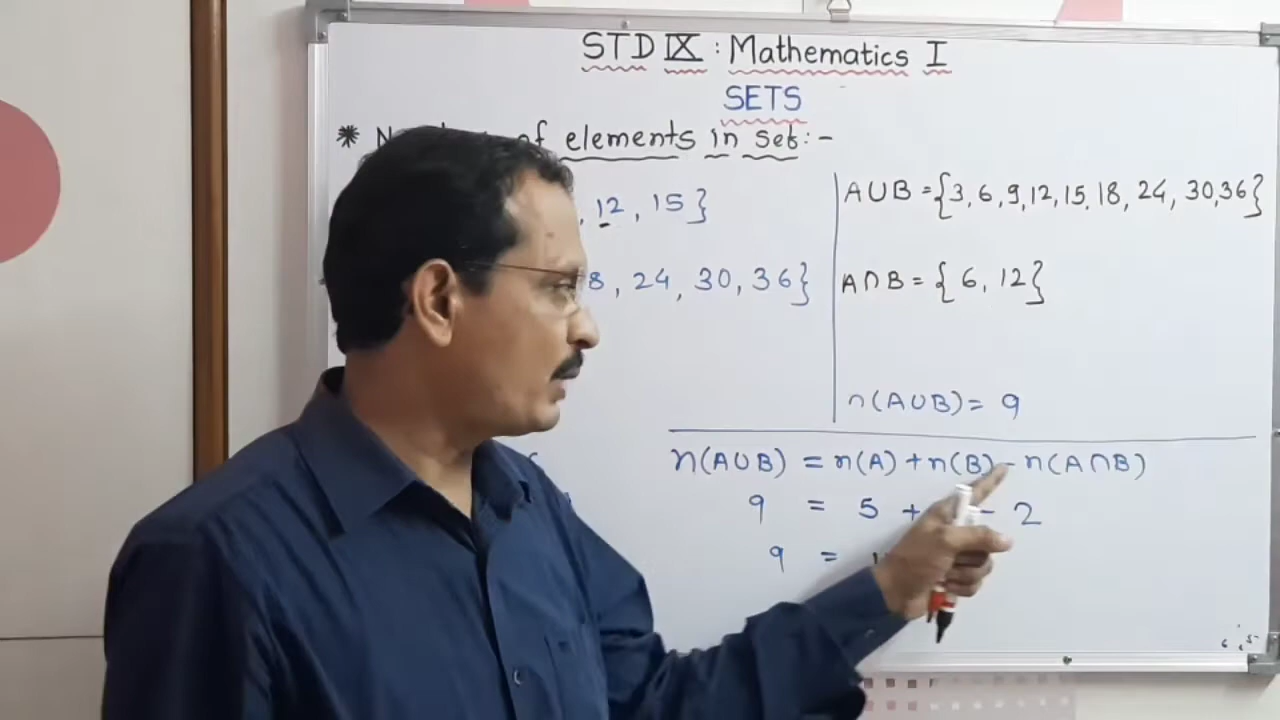 STD IX : Mathematics I
SETS
* of elements in set:-
, 12, 15}
8, 24, 30, 36}
A∪B = {3, 6, 9, 12, 15, 18, 24, 30, 36}
A∩B = {6, 12}
n(A∪B) = 9
n(A∪B) = n(A) + n(B) - n(A∩B)
9 = 5 + - 2
9 =